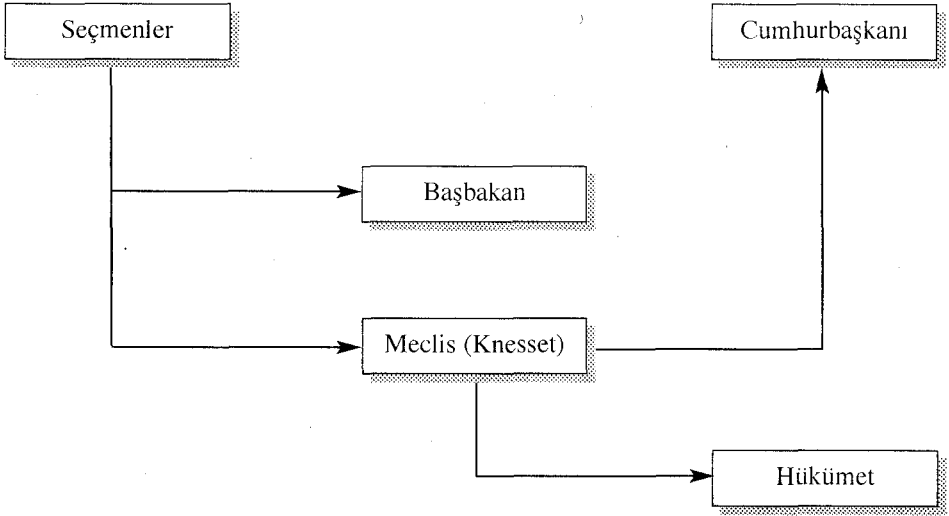 Seçmenler
Cumhurbaşkanı
Başbakan
Meclis (Knesset)
Hükümet